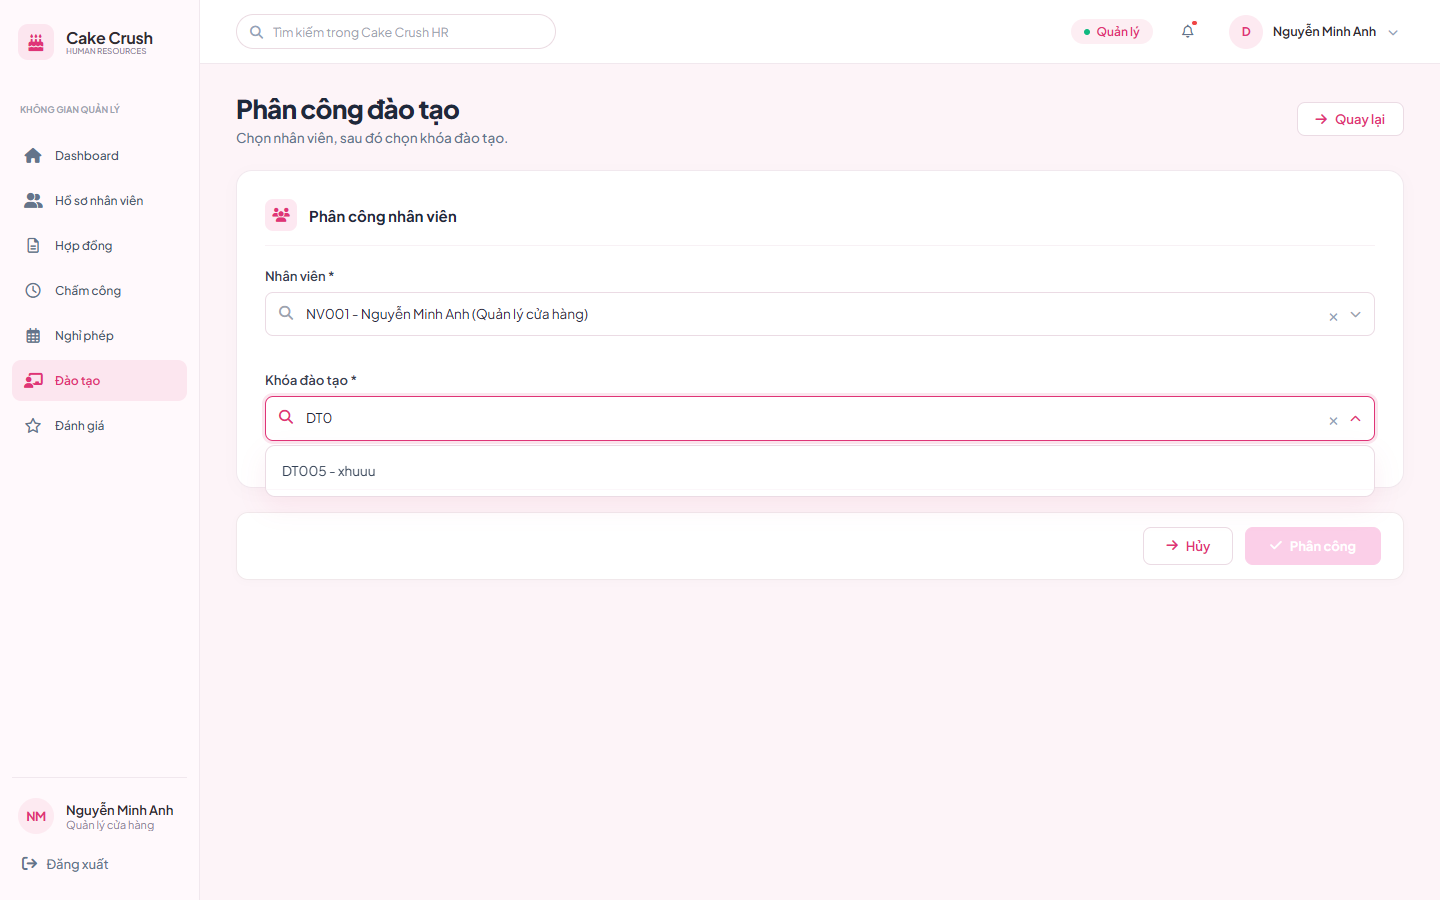 Cake Crush
HUMAN RESOURCES
KHÔNG GIAN QUẢN LÝ
Dashboard
Hồ sơ nhân viên
Hợp đồng
Chấm công
Nghỉ phép
Đào tạo
Đánh giá
NM
Nguyễn Minh Anh
Quản lý cửa hàng
Đăng xuất
Tìm kiếm trong Cake Crush HR
Quản lý
D
Nguyễn Minh Anh
Phân công đào tạo
Chọn nhân viên, sau đó chọn khóa đào tạo.
Quay lại
Phân công nhân viên
Nhân viên *
NV001 - Nguyễn Minh Anh (Quản lý cửa hàng)
Khóa đào tạo *
DT0
DT005 - xhuuu
Hủy
Phân công